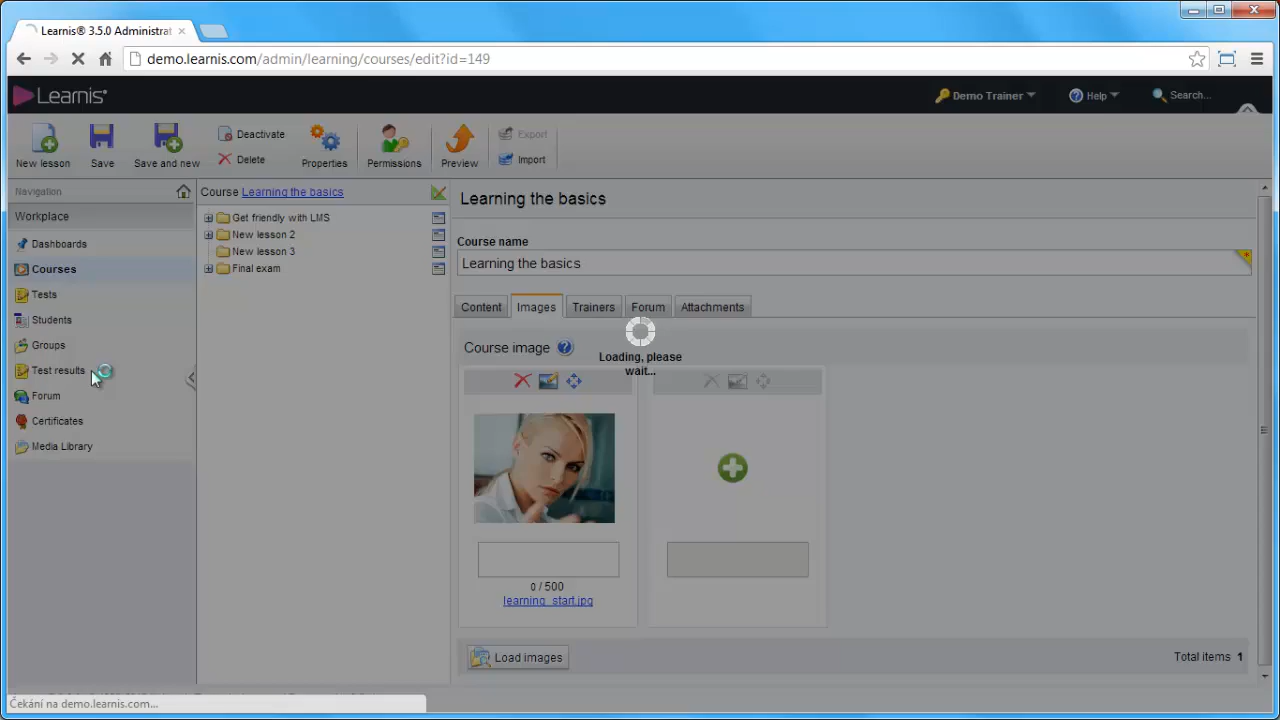 Learnis® 3.5.0 Administrat
demo.learnis.com/admin/learning/courses/edit?id=149
Learnis®
Demo Trainer
Help
Search...
New lesson
Save
Save and new
Deactivate
Delete
Properties
Permissions
Preview
Export
Import
Navigation
Workplace
Dashboards
Courses
Tests
Students
Groups
Test results
Forum
Certificates
Media Library
Course Learning the basics
Get friendly with LMS
New lesson 2
New lesson 3
Final exam
Learning the basics
Course name
Learning the basics
Content
Images
Trainers
Forum
Attachments
Course image
Loading, please
wait...
0 / 500
learning_start.jpg
Load images
Total items 1
Čekání na demo.learnis.com...